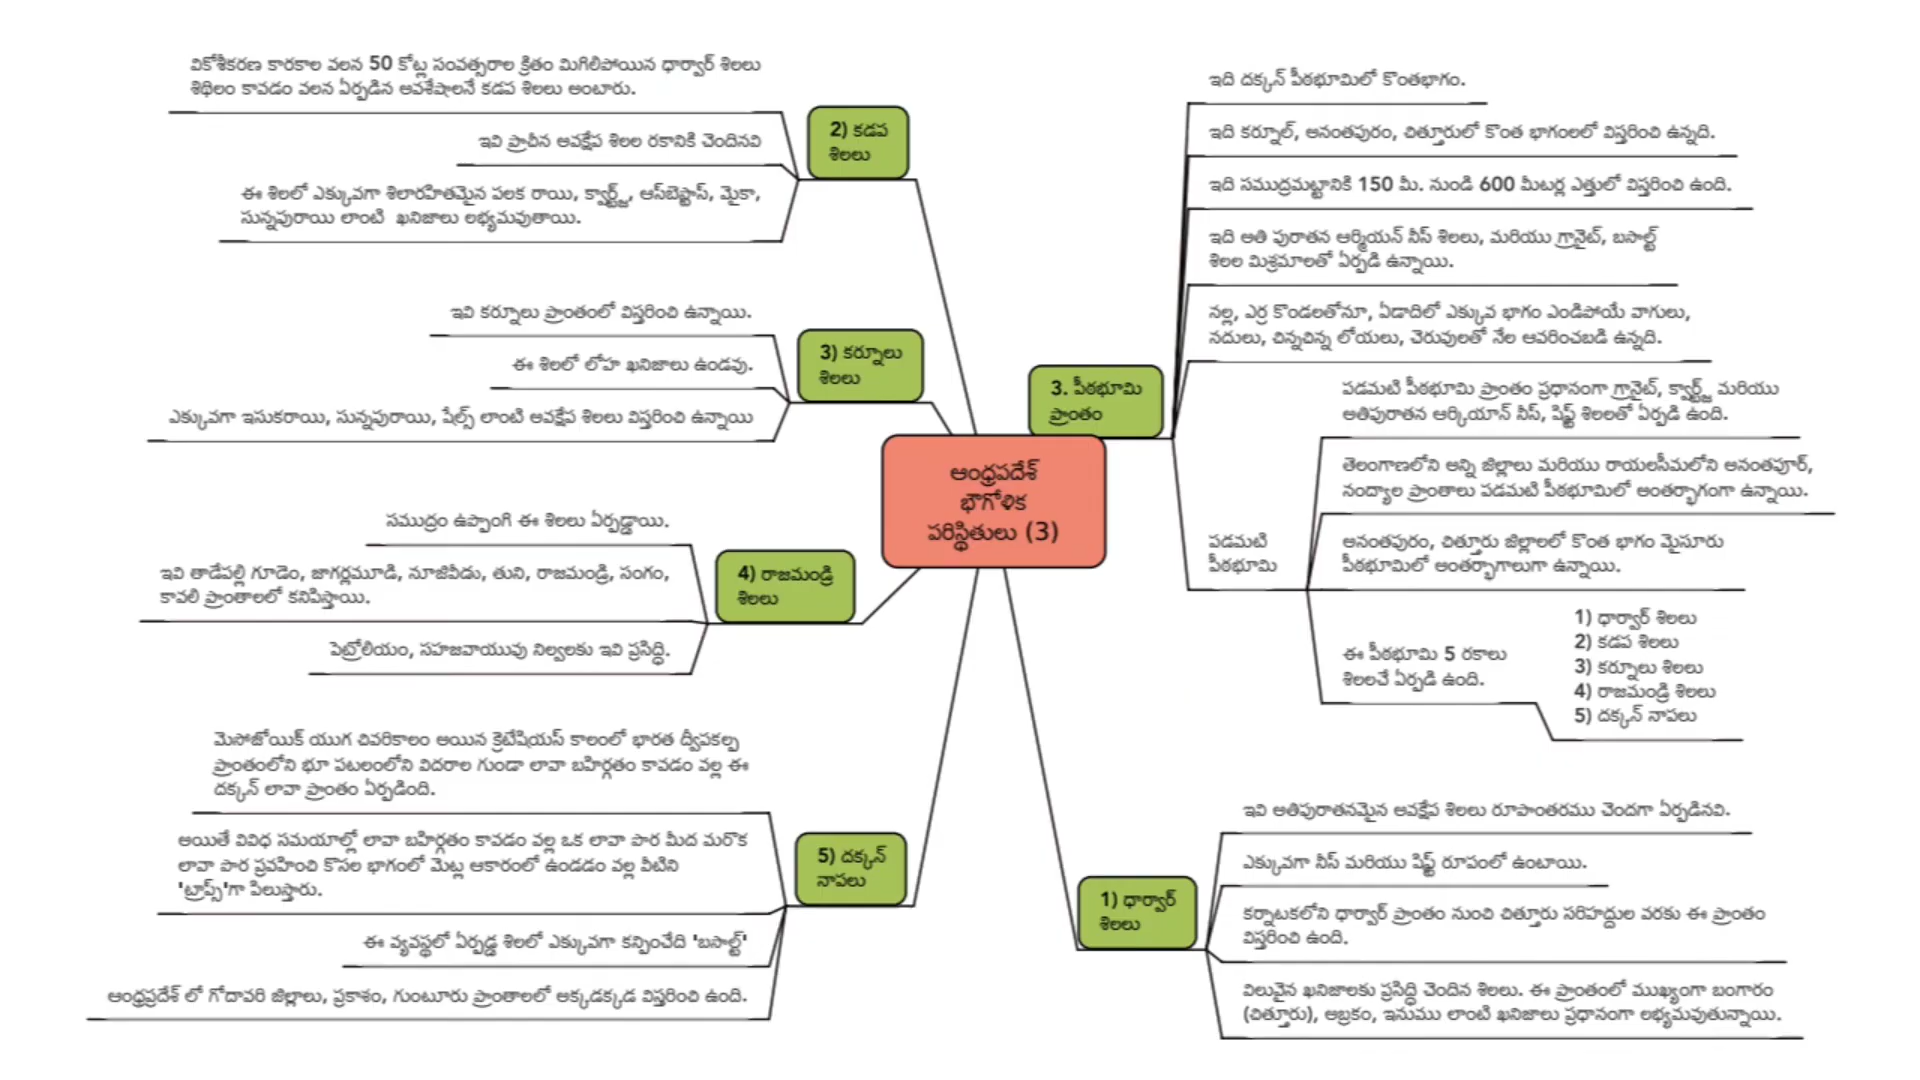 ఆంధ్రపదేశ్
భౌగోళిక
పరిస్థితులు (3)
3. పీఠభూమి
ప్రాంతం
ఇది దక్కన్ పీఠభూమిలో కొంతభాగం.
ఇది కర్నూల్, అనంతపురం, చిత్తూరులో కొంత భాగంలలో విస్తరించి ఉన్నది.
ఇది సముద్రమట్టానికి 150 మీ. నుండి 600 మీటర్ల ఎత్తులో విస్తరించి ఉంది.
ఇది అతి పురాతన ఆర్మియన్ నీస్ శిలలు, మరియు గ్రానైట్, బసాల్ట్
శిలల మిశ్రమాలతో ఏర్పడి ఉన్నాయి.
నల్ల, ఎర్ర కొండలతోనూ, ఏడాదిలో ఎక్కువ భాగం ఎండిపోయే వాగులు,
నదులు, చిన్నచిన్న లోయలు, చెరువులతో నేల ఆవరించబడి ఉన్నది.
పడమటి
పీఠభూమి
పడమటి పీఠభూమి ప్రాంతం ప్రధానంగా గ్రానైట్, క్వార్ట్జ్ మరియు
అతిపురాతన ఆర్కియాన్ నీస్, షిస్ట్ శిలలతో ఏర్పడి ఉంది.
తెలంగాణలోని అన్ని జిల్లాలు మరియు రాయలసీమలోని అనంతపూర్,
నంద్యాల ప్రాంతాలు పడమటి పీఠభూమిలో అంతర్భాగంగా ఉన్నాయి.
అనంతపురం, చిత్తూరు జిల్లాలలో కొంత భాగం మైసూరు
పీఠభూమిలో అంతర్భాగాలుగా ఉన్నాయి.
ఈ పీఠభూమి 5 రకాలు
శిలలచే ఏర్పడి ఉంది.
1) ధార్వార్ శిలలు
2) కడప శిలలు
3) కర్నూలు శిలలు
4) రాజమండ్రి శిలలు
5) దక్కన్ నాపలు
1) ధార్వార్
శిలలు
ఇవి అతిపురాతనమైన అవక్షేప శిలలు రూపాంతరము చెందగా ఏర్పడినవి.
ఎక్కువగా నీస్ మరియు షిస్ట్ రూపంలో ఉంటాయి.
కర్నాటకలోని ధార్వార్ ప్రాంతం నుంచి చిత్తూరు సరిహద్దుల వరకు ఈ ప్రాంతం
విస్తరించి ఉంది.
విలువైన ఖనిజాలకు ప్రసిద్ధి చెందిన శిలలు. ఈ ప్రాంతంలో ముఖ్యంగా బంగారం
(చిత్తూరు), అబ్రకం, ఇనుము లాంటి ఖనిజాలు ప్రధానంగా లభ్యమవుతున్నాయి.
2) కడప
శిలలు
వికోశీకరణ కారకాల వలన 50 కోట్ల సంవత్సరాల క్రితం మిగిలిపోయిన ధార్వార్ శిలలు
శిథిలం కావడం వలన ఏర్పడిన అవశేషాలనే కడప శిలలు అంటారు.
ఇవి ప్రాచీన అవక్షేప శిలల రకానికి చెందినవి
ఈ శిలలో ఎక్కువగా శిలారహితమైన పలక రాయి, క్వార్ట్జ్, ఆస్‌బెస్టాస్, మైకా,
సున్నపురాయి లాంటి ఖనిజాలు లభ్యమవుతాయి.
3) కర్నూలు
శిలలు
ఇవి కర్నూలు ప్రాంతంలో విస్తరించి ఉన్నాయి.
ఈ శిలలో లోహ ఖనిజాలు ఉండవు.
ఎక్కువగా ఇసుకరాయి, సున్నపురాయి, షేల్స్ లాంటి అవక్షేప శిలలు విస్తరించి ఉన్నాయి
4) రాజమండ్రి
శిలలు
సముద్రం ఉప్పొంగి ఈ శిలలు ఏర్పడ్డాయి.
ఇవి తాడేపల్లి గూడెం, జాగర్లమూడి, నూజివీడు, తుని, రాజమండ్రి, సంగం,
కావలి ప్రాంతాలలో కనిపిస్తాయి.
పెట్రోలియం, సహజవాయువు నిల్వలకు ఇవి ప్రసిద్ధి.
5) దక్కన్
నాపలు
మెసోజోయిక్ యుగ చివరికాలం అయిన క్రెటేషియస్ కాలంలో భారత ద్వీపకల్ప
ప్రాంతంలోని భూ పటలంలోని విదరాల గుండా లావా బహిర్గతం కావడం వల్ల ఈ
దక్కన్ లావా ప్రాంతం ఏర్పడింది.
అయితే వివిధ సమయాల్లో లావా బహిర్గతం కావడం వల్ల ఒక లావా పొర మీద మరొక
లావా పొర ప్రవహించి కొసల భాగంలో మెట్ల ఆకారంలో ఉండడం వల్ల వీటిని
'ట్రాప్స్'గా పిలుస్తారు.
ఈ వ్యవస్థలో ఏర్పడ్డ శిలలో ఎక్కువగా కన్పించేది 'బసాల్ట్'
ఆంధ్రప్రదేశ్ లో గోదావరి జిల్లాలు, ప్రకాశం, గుంటూరు ప్రాంతాలలో అక్కడక్కడ విస్తరించి ఉంది.